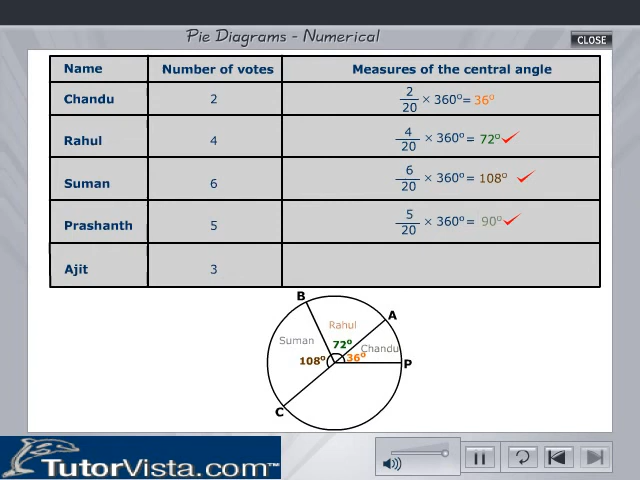 Pie Diagrams - Numerical
CLOSE
Name Number of votes Measures of the central angle
Chandu 2 2/20 × 360° = 36°
Rahul 4 4/20 × 360° = 72°
Suman 6 6/20 × 360° = 108°
Prashanth 5 5/20 × 360° = 90°
Ajit 3
B
A
Rahul
Suman
72°
Chandu
108°
36°
P
C
TutorVista.com™